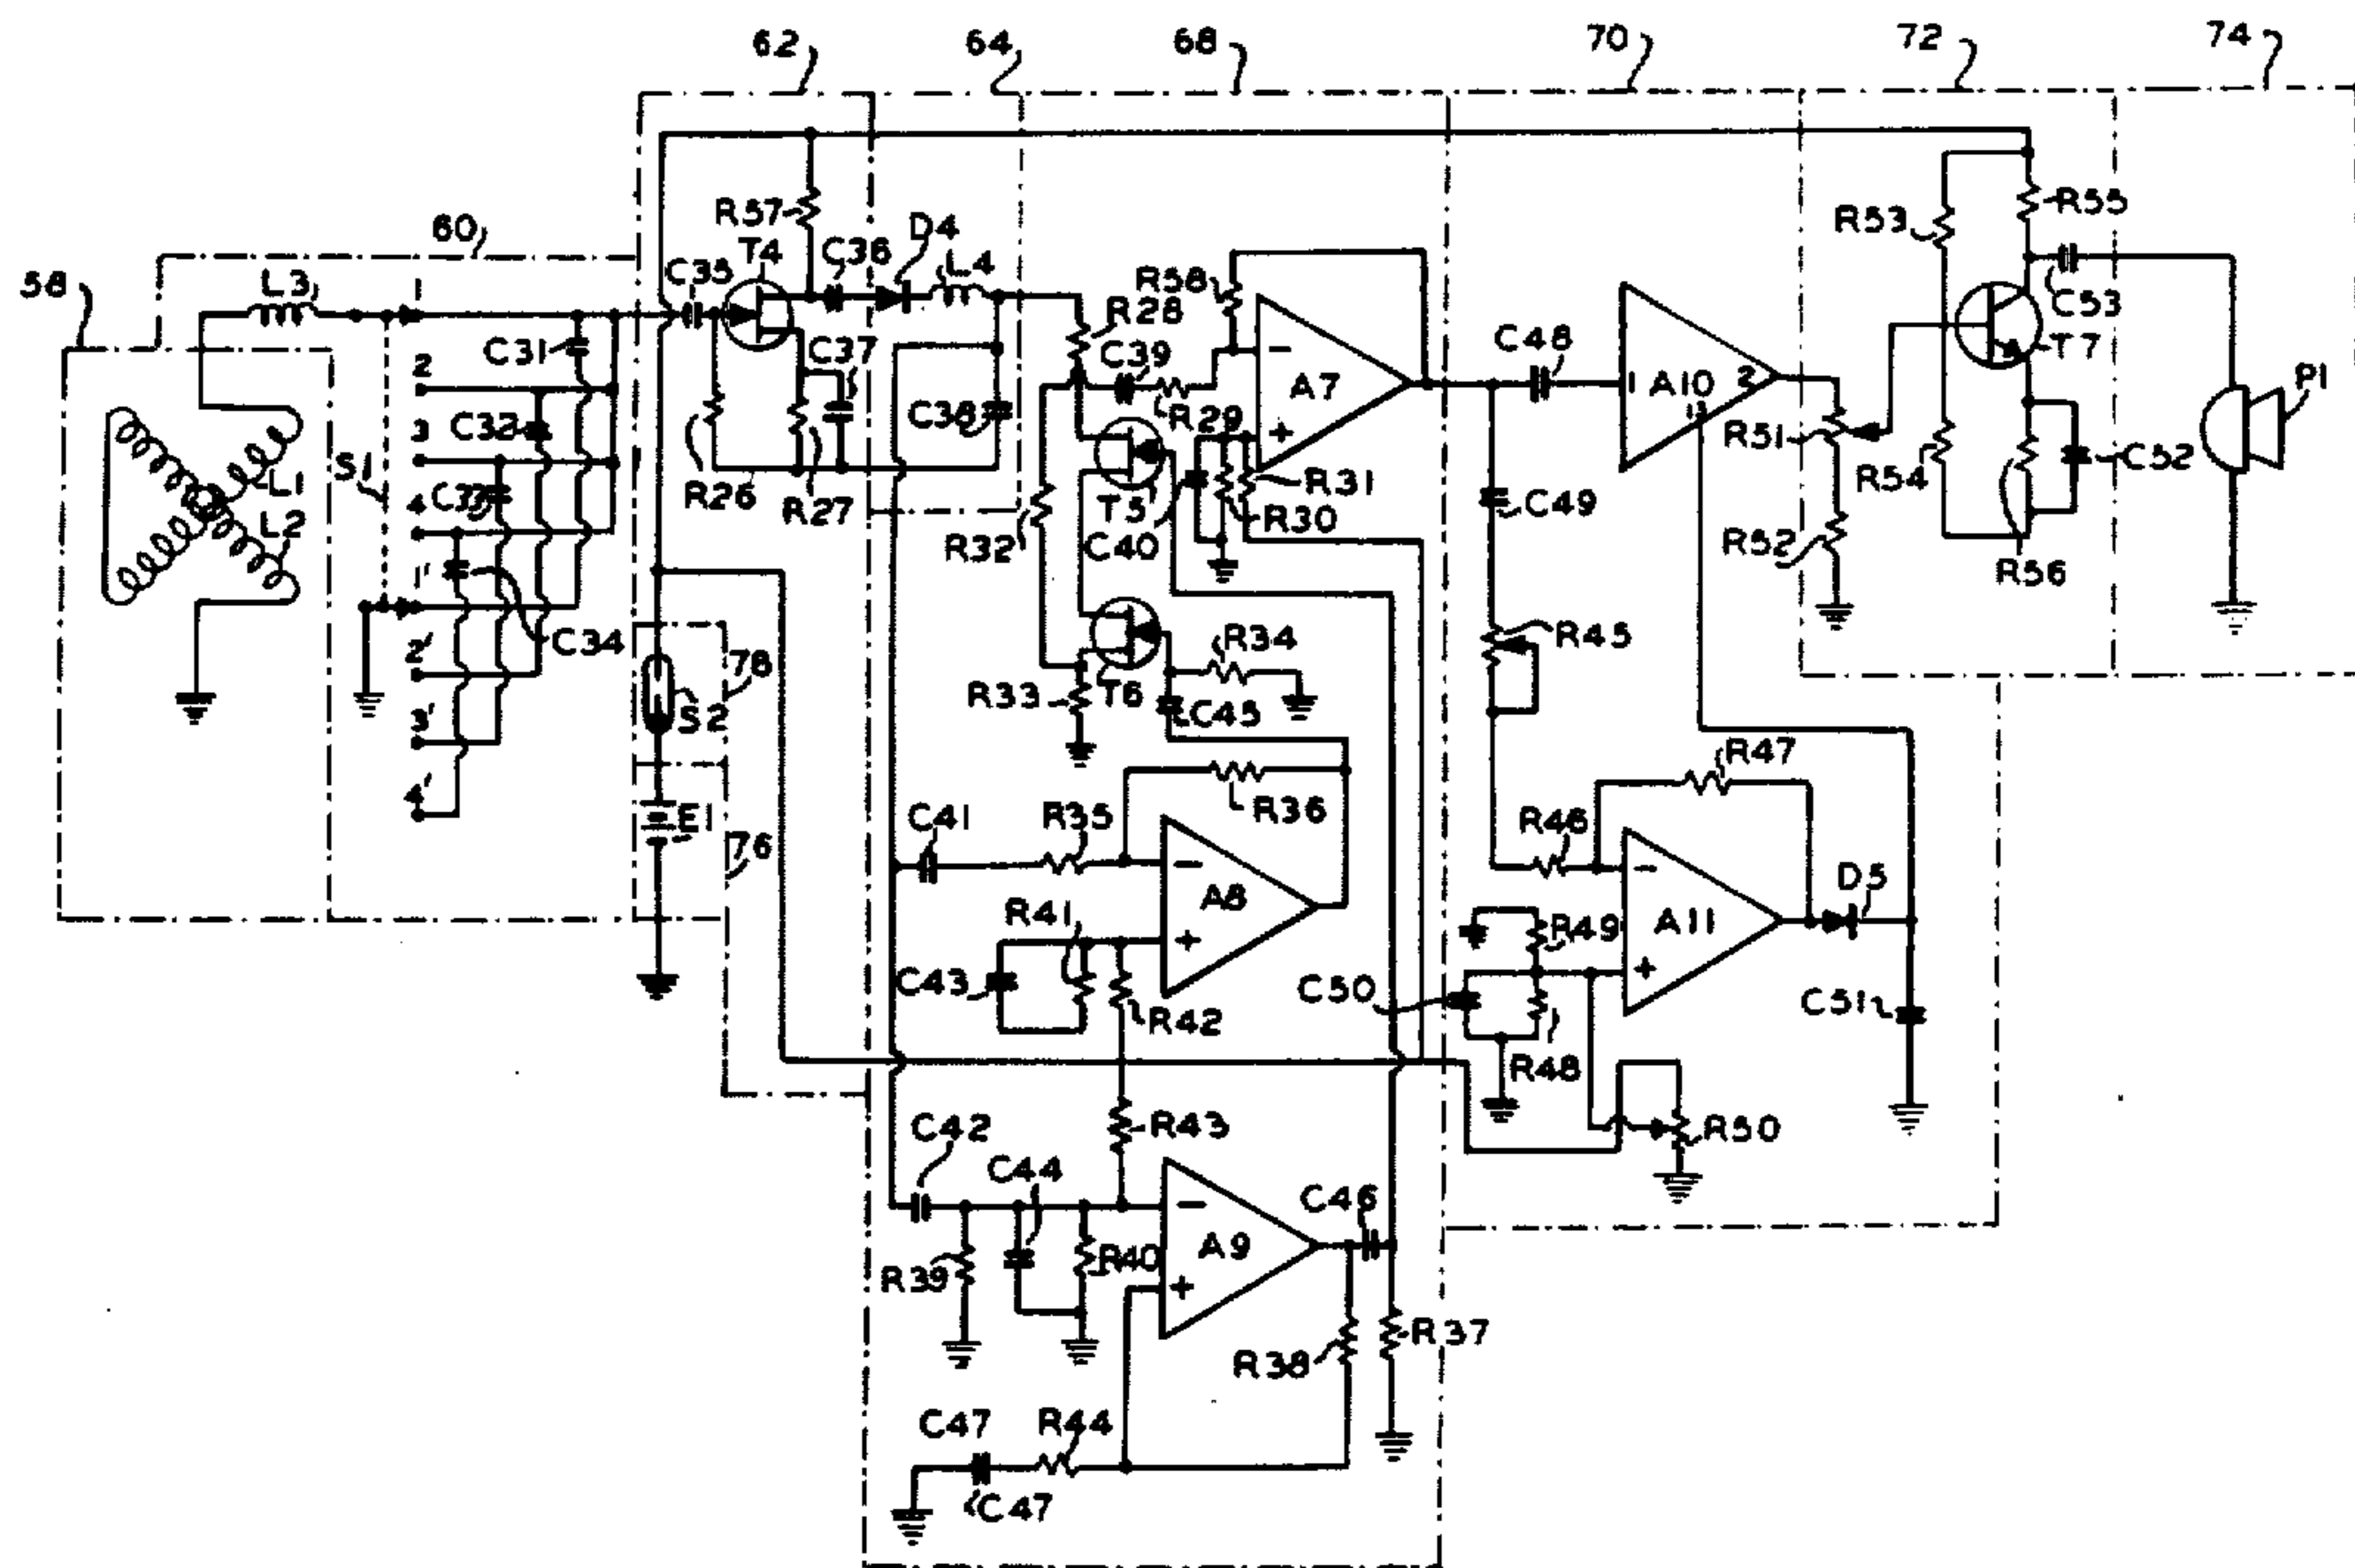 62 64 68 70 72 74
60
58
R57 D4 R53 R55
T4 C36 L4
L3 1 C35 R58 C53
R28 T7
C31 C37 C39 C48 P1
2 − A7 1 A10 2
C32 C38 R29 R51
3 + 13 R54 C52
S1 L1 C33 R26 R27 T5 R31 C49
4 L2 C40 R30 R52
1' R32 R56
C34 R34 R45
2' 78
3' S2 R33 T6 C45
R47
4' E1 C41 R35 R36 R46
76 − −
A8 A11 D5
R41 R49
C43 + C50 + C51
R42 R48
C42 R43 R50
C44 − C46
R39 R40 A9
+ R38 R37
C47 R44
C47